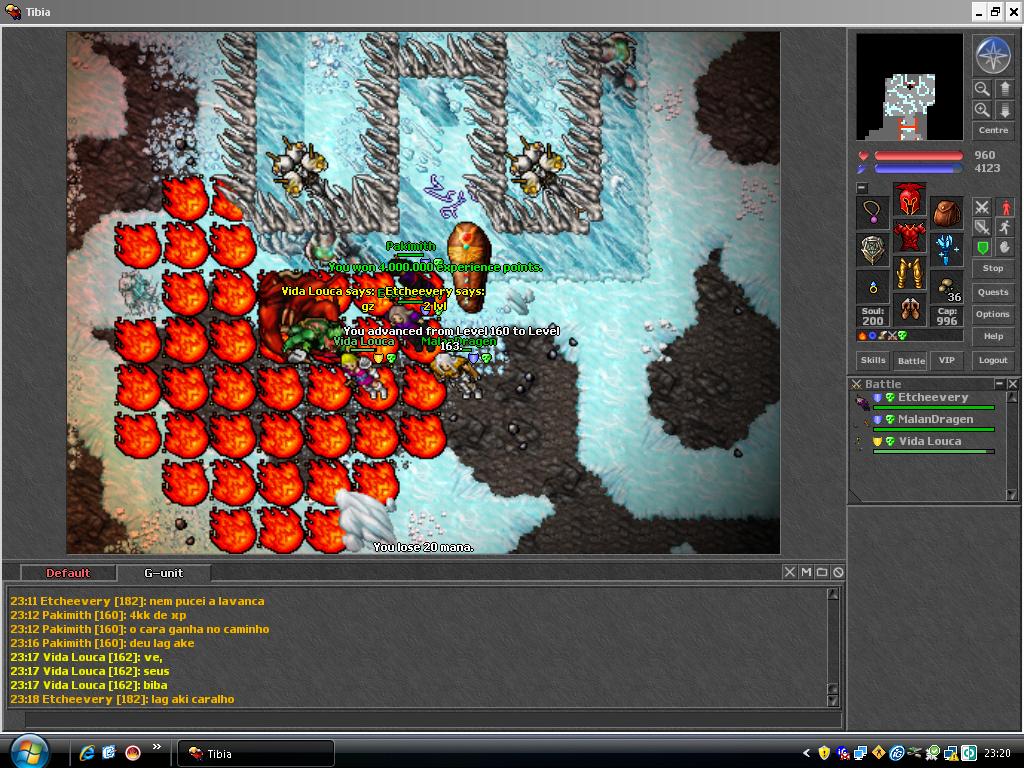 Tibia
Pakimith
You won 4.000.000 experience points.
Vida Louca says:
gz
Etcheevery says:
2 lvl
You advanced from Level 160 to Level
163.
Vida Louca
MalanDragen
You lose 20 mana.
Centre
960
4123
36
Soul:
200
Cap:
996
Stop
Quests
Options
Help
Skills
Battle
VIP
Logout
Battle
Etcheevery
MalanDragen
Vida Louca
Default
G-unit
23:11 Etcheevery [182]: nem pucei a lavanca
23:12 Pakimith [160]: 4kk de xp
23:12 Pakimith [160]: o cara ganha no caminho
23:16 Pakimith [160]: deu lag ake
23:17 Vida Louca [162]: ve,
23:17 Vida Louca [162]: seus
23:17 Vida Louca [162]: biba
23:18 Etcheevery [182]: lag aki caralho
Tibia
23:20